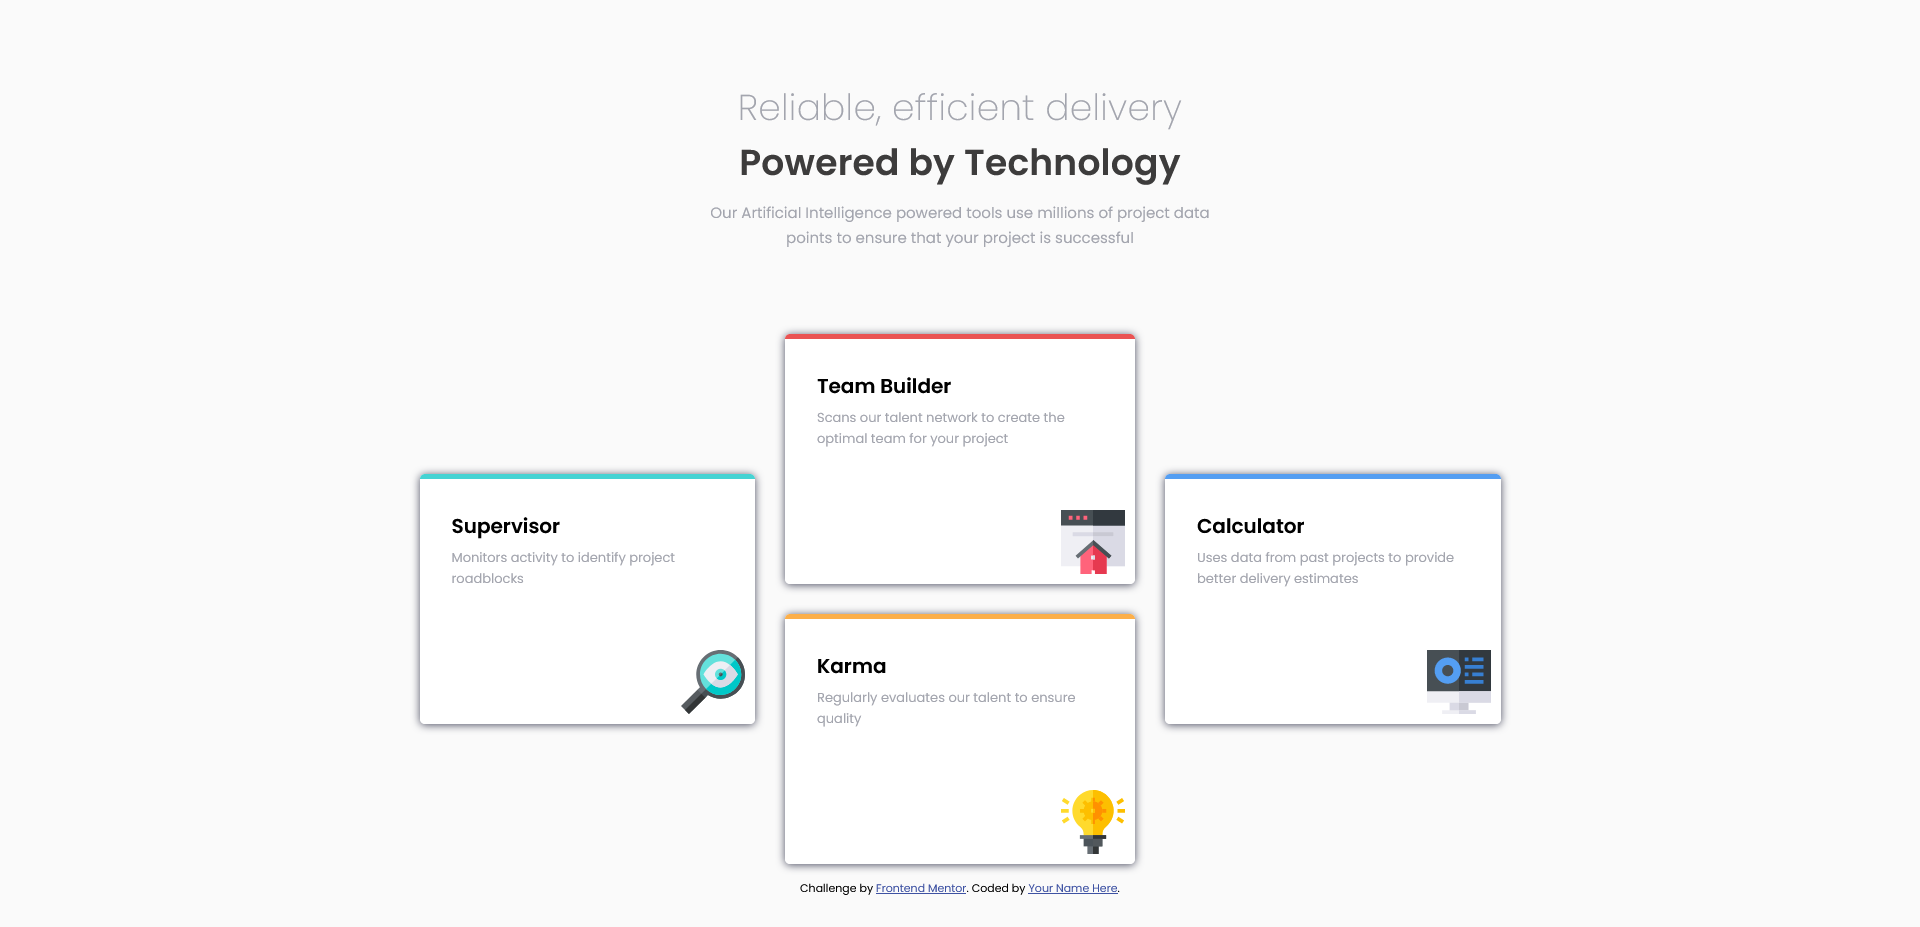 Reliable, efficient delivery
Powered by Technology
Our Artificial Intelligence powered tools use millions of project data
points to ensure that your project is successful
Supervisor
Monitors activity to identify project
roadblocks
Team Builder
Scans our talent network to create the
optimal team for your project
Karma
Regularly evaluates our talent to ensure
quality
Calculator
Uses data from past projects to provide
better delivery estimates
Challenge by Frontend Mentor. Coded by Your Name Here.